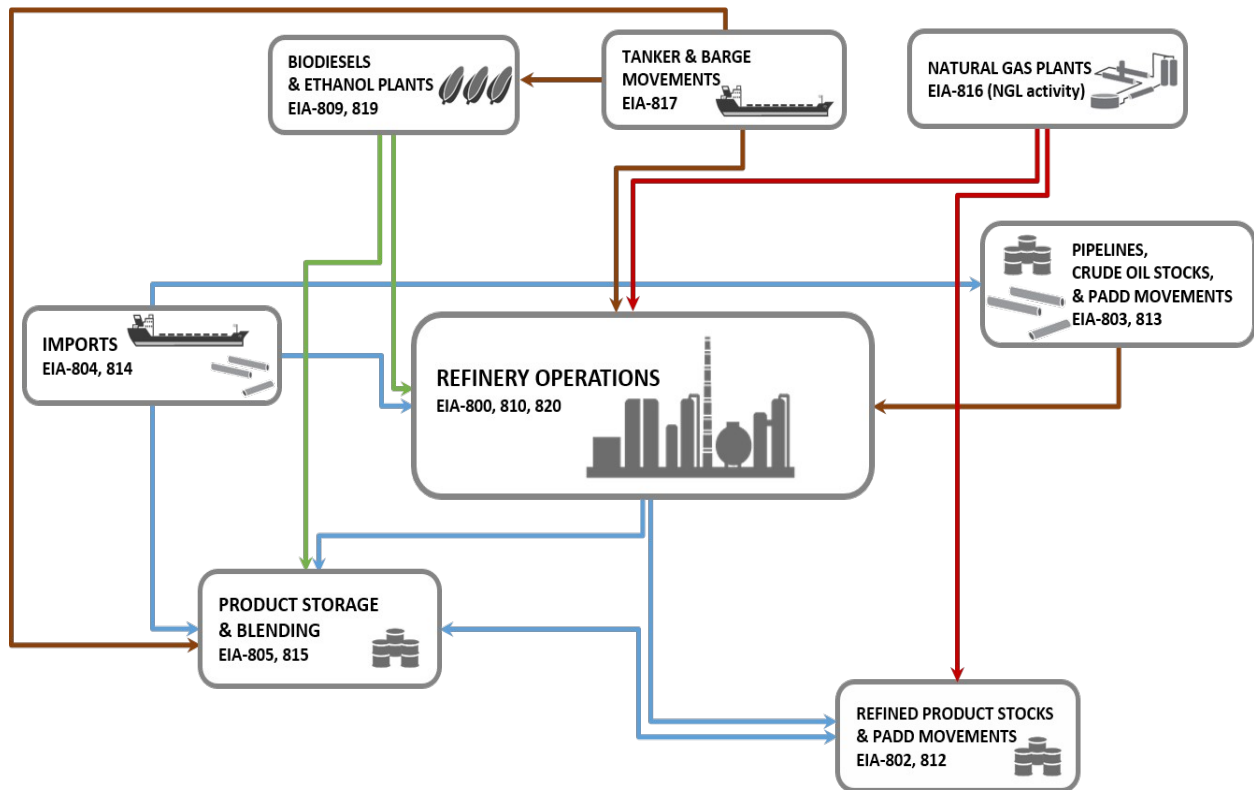 BIODIESELS
& ETHANOL PLANTS
EIA-809, 819
TANKER & BARGE
MOVEMENTS
EIA-817
NATURAL GAS PLANTS
EIA-816 (NGL activity)
PIPELINES,
CRUDE OIL STOCKS,
& PADD MOVEMENTS
EIA-803, 813
IMPORTS
EIA-804, 814
REFINERY OPERATIONS
EIA-800, 810, 820
PRODUCT STORAGE
& BLENDING
EIA-805, 815
REFINED PRODUCT STOCKS
& PADD MOVEMENTS
EIA-802, 812